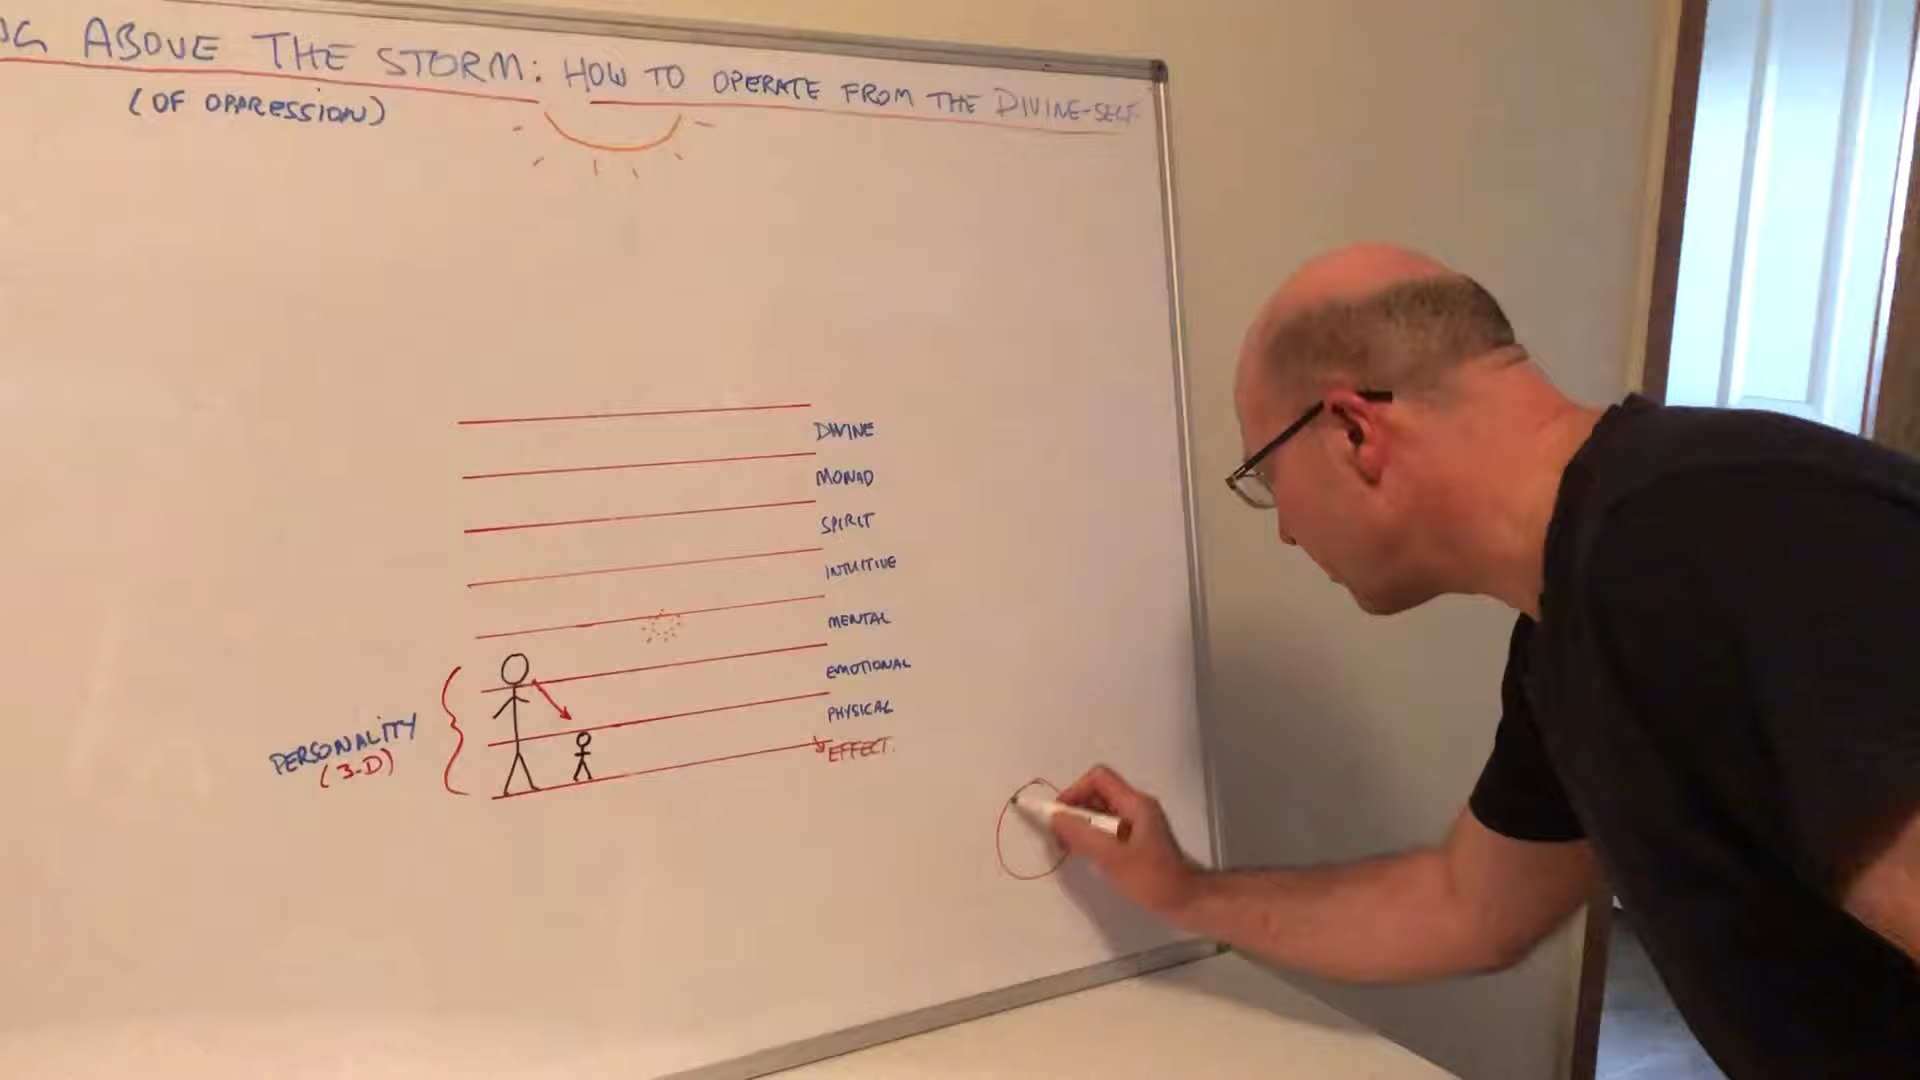 ABOVE THE STORM: HOW TO OPERATE FROM THE DIVINE-SELF
(OF OPPRESSION)
DIVINE
MONAD
SPIRIT
INTUITIVE
MENTAL
EMOTIONAL
PHYSICAL
EFFECT.
PERSONALITY
(3-D)